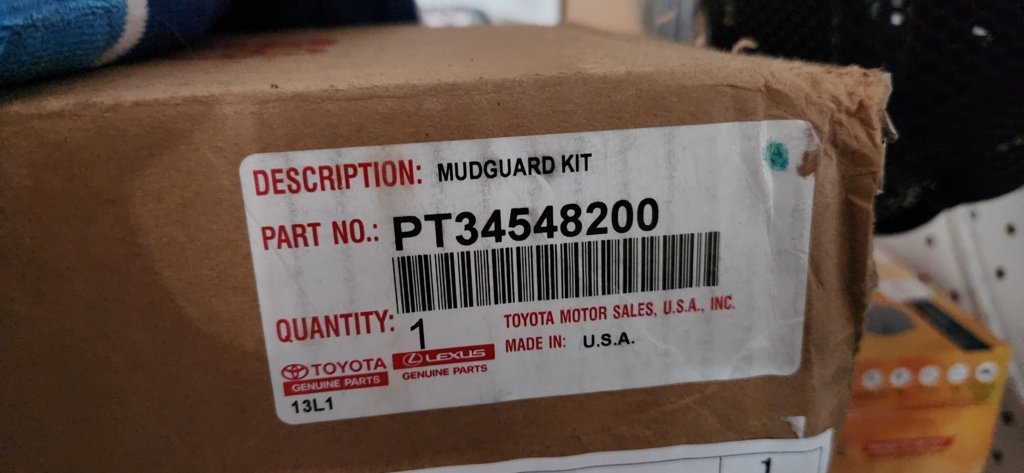 DESCRIPTION: MUDGUARD KIT
PART NO.: PT34548200
QUANTITY: 1
TOYOTA MOTOR SALES, U.S.A., INC.
MADE IN: U.S.A.
TOYOTA
GENUINE PARTS
LEXUS
GENUINE PARTS
13L1
1